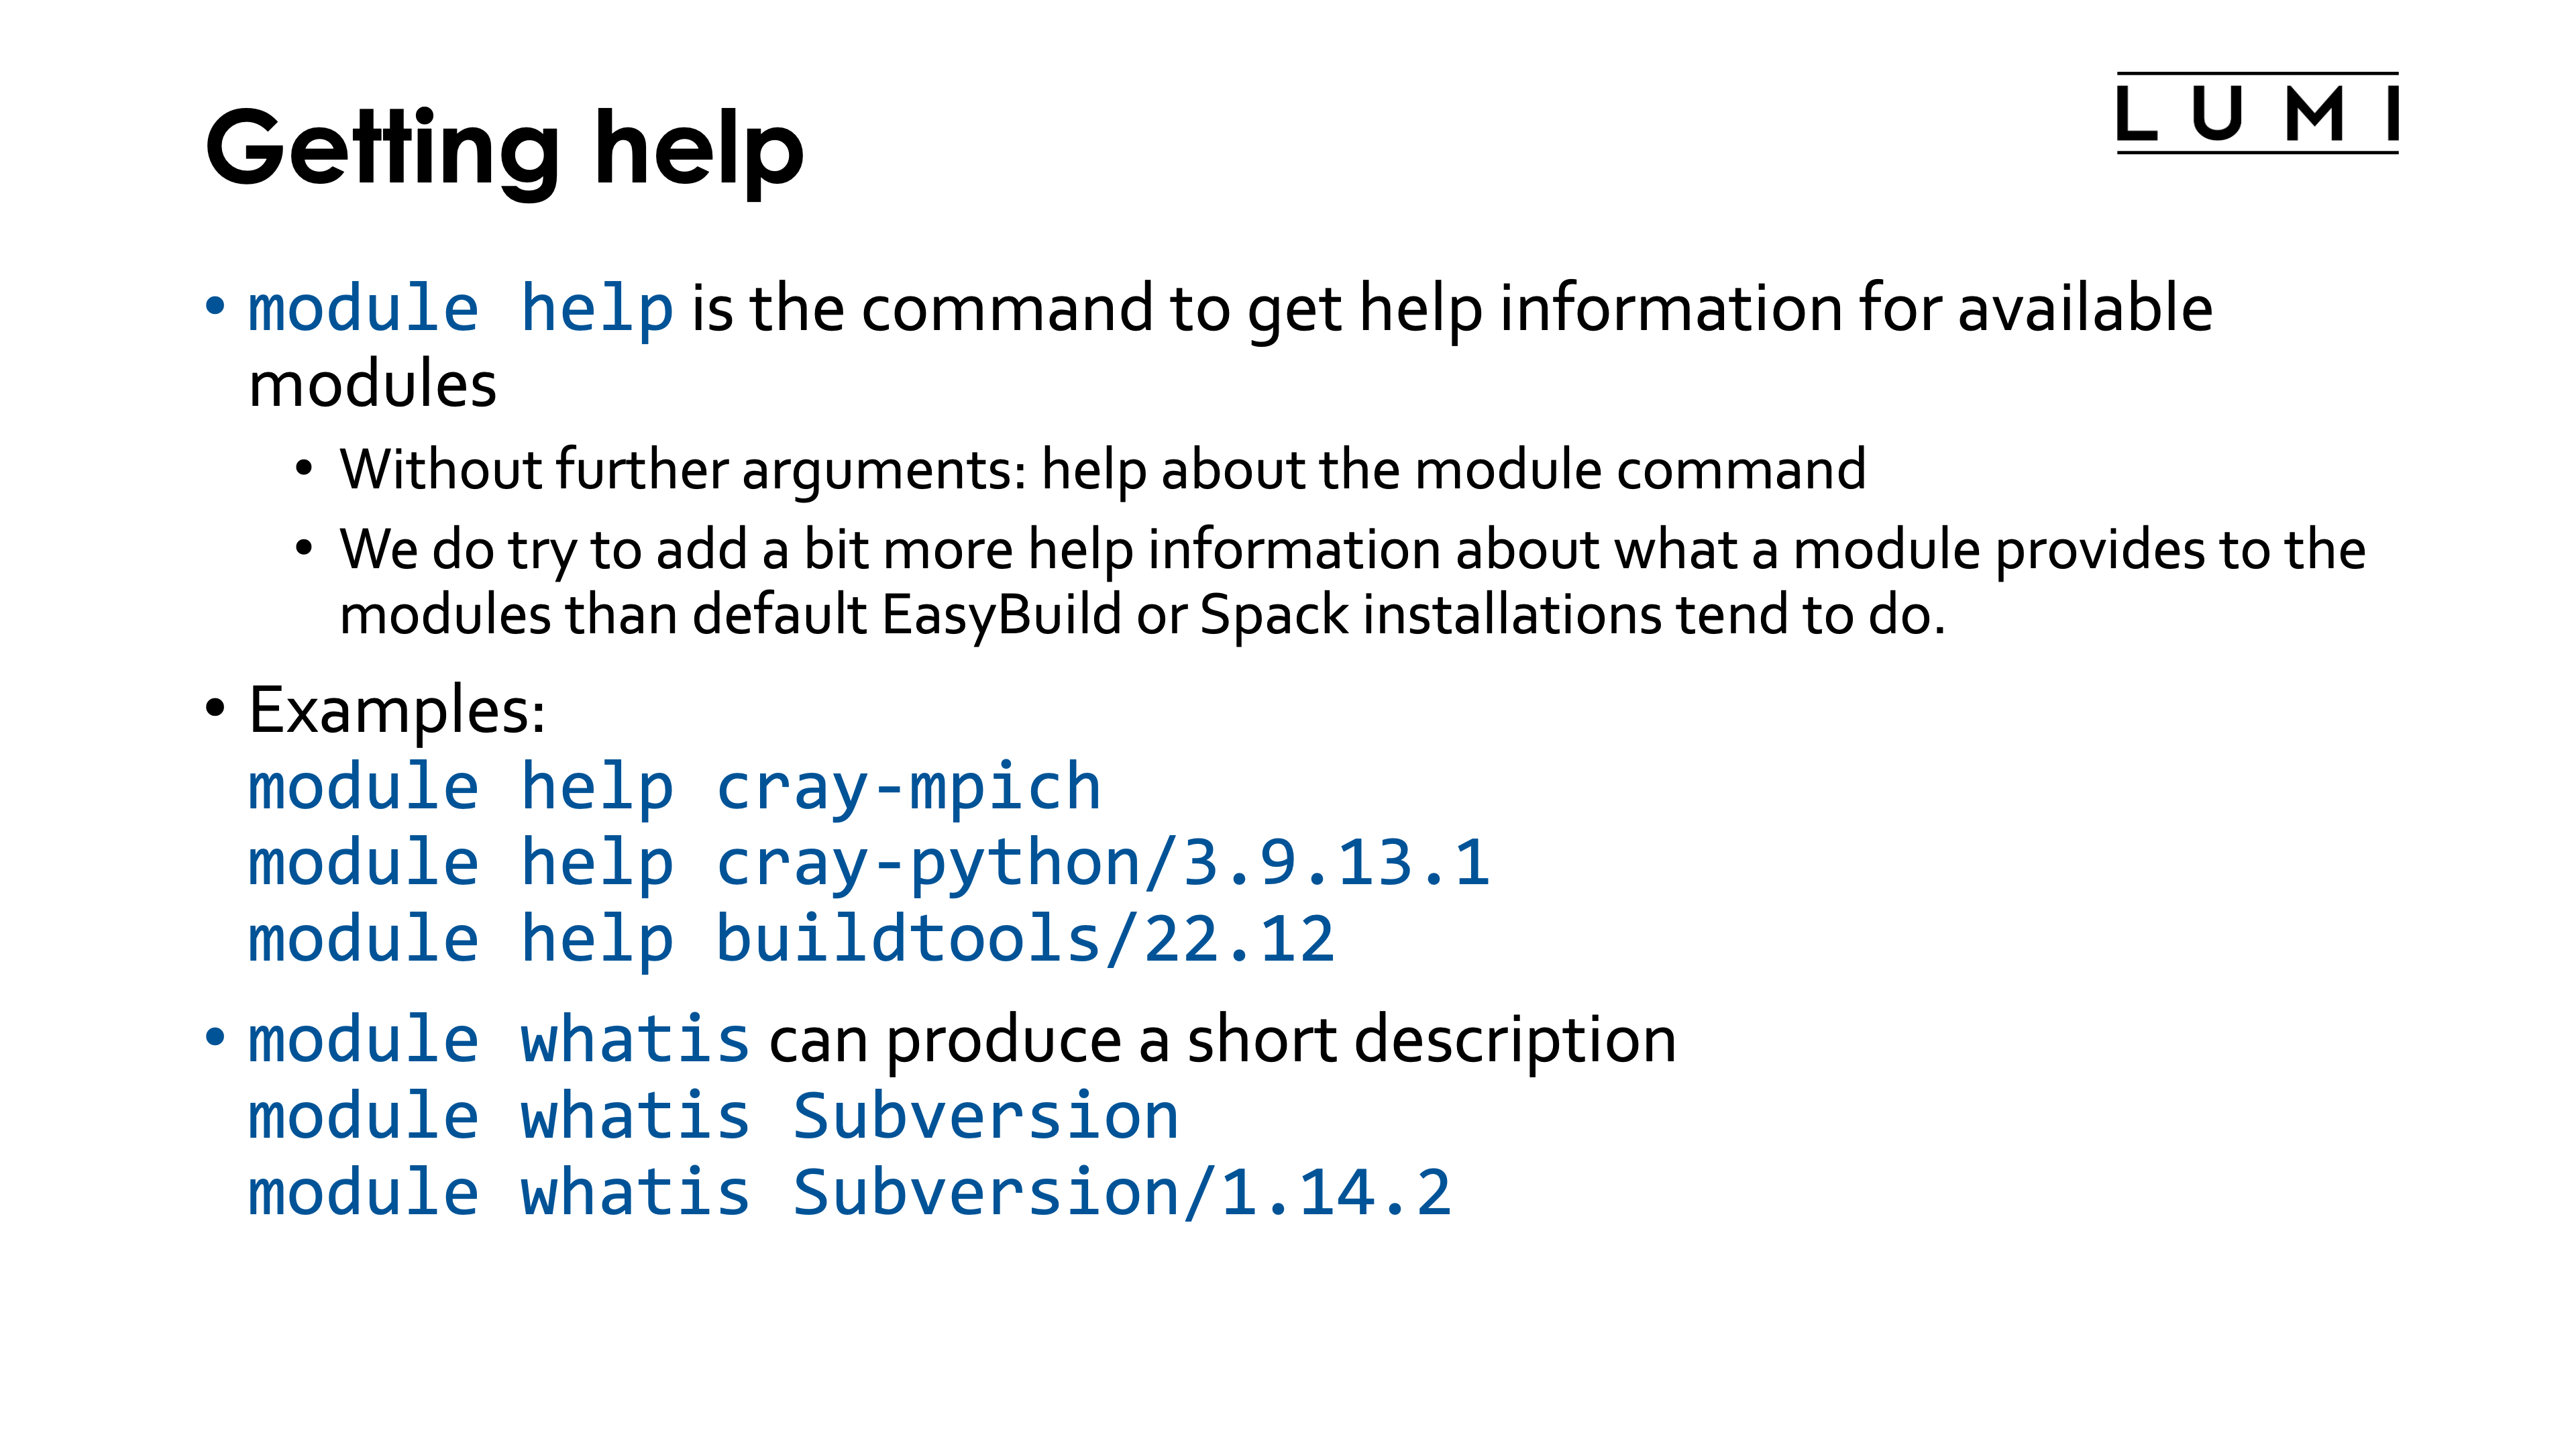 Getting help
LUMI
• module help is the command to get help information for available
modules
• Without further arguments: help about the module command
• We do try to add a bit more help information about what a module provides to the
modules than default EasyBuild or Spack installations tend to do.
• Examples:
module help cray-mpich
module help cray-python/3.9.13.1
module help buildtools/22.12
• module whatis can produce a short description
module whatis Subversion
module whatis Subversion/1.14.2